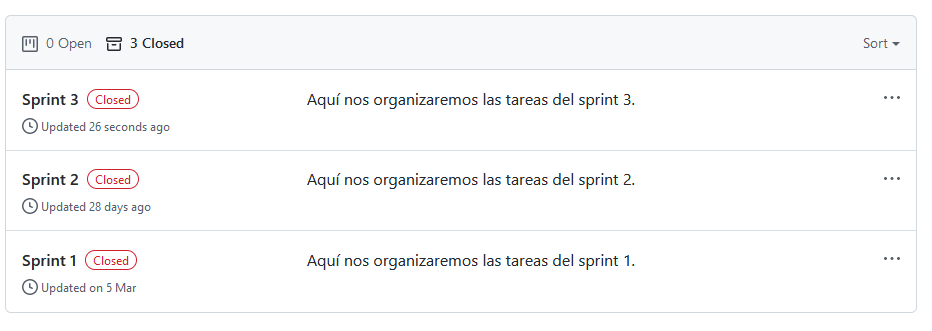 0 Open 3 Closed Sort
Sprint 3 Closed Aquí nos organizaremos las tareas del sprint 3. ...
Updated 26 seconds ago
Sprint 2 Closed Aquí nos organizaremos las tareas del sprint 2. ...
Updated 28 days ago
Sprint 1 Closed Aquí nos organizaremos las tareas del sprint 1. ...
Updated on 5 Mar